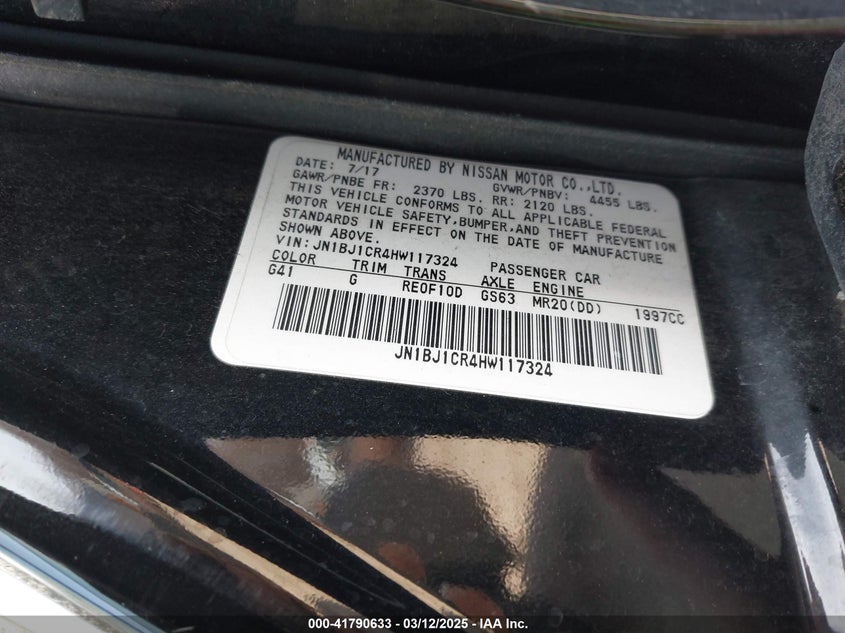 MANUFACTURED BY NISSAN MOTOR CO.,LTD.
DATE: 7/17 GVWR/PNBV: 4455 LBS.
GAWR/PNBE FR: 2370 LBS. RR: 2120 LBS.
THIS VEHICLE CONFORMS TO ALL APPLICABLE FEDERAL
MOTOR VEHICLE SAFETY,BUMPER,AND THEFT PREVENTION
STANDARDS IN EFFECT ON THE DATE OF MANUFACTURE
SHOWN ABOVE.
VIN: JN1BJ1CR4HW117324 PASSENGER CAR
COLOR TRIM TRANS AXLE ENGINE
G41 G RE0F10D GS63 MR20(DD) 1997CC
JN1BJ1CR4HW117324
000-41790633 - 03/12/2025 - IAA Inc.